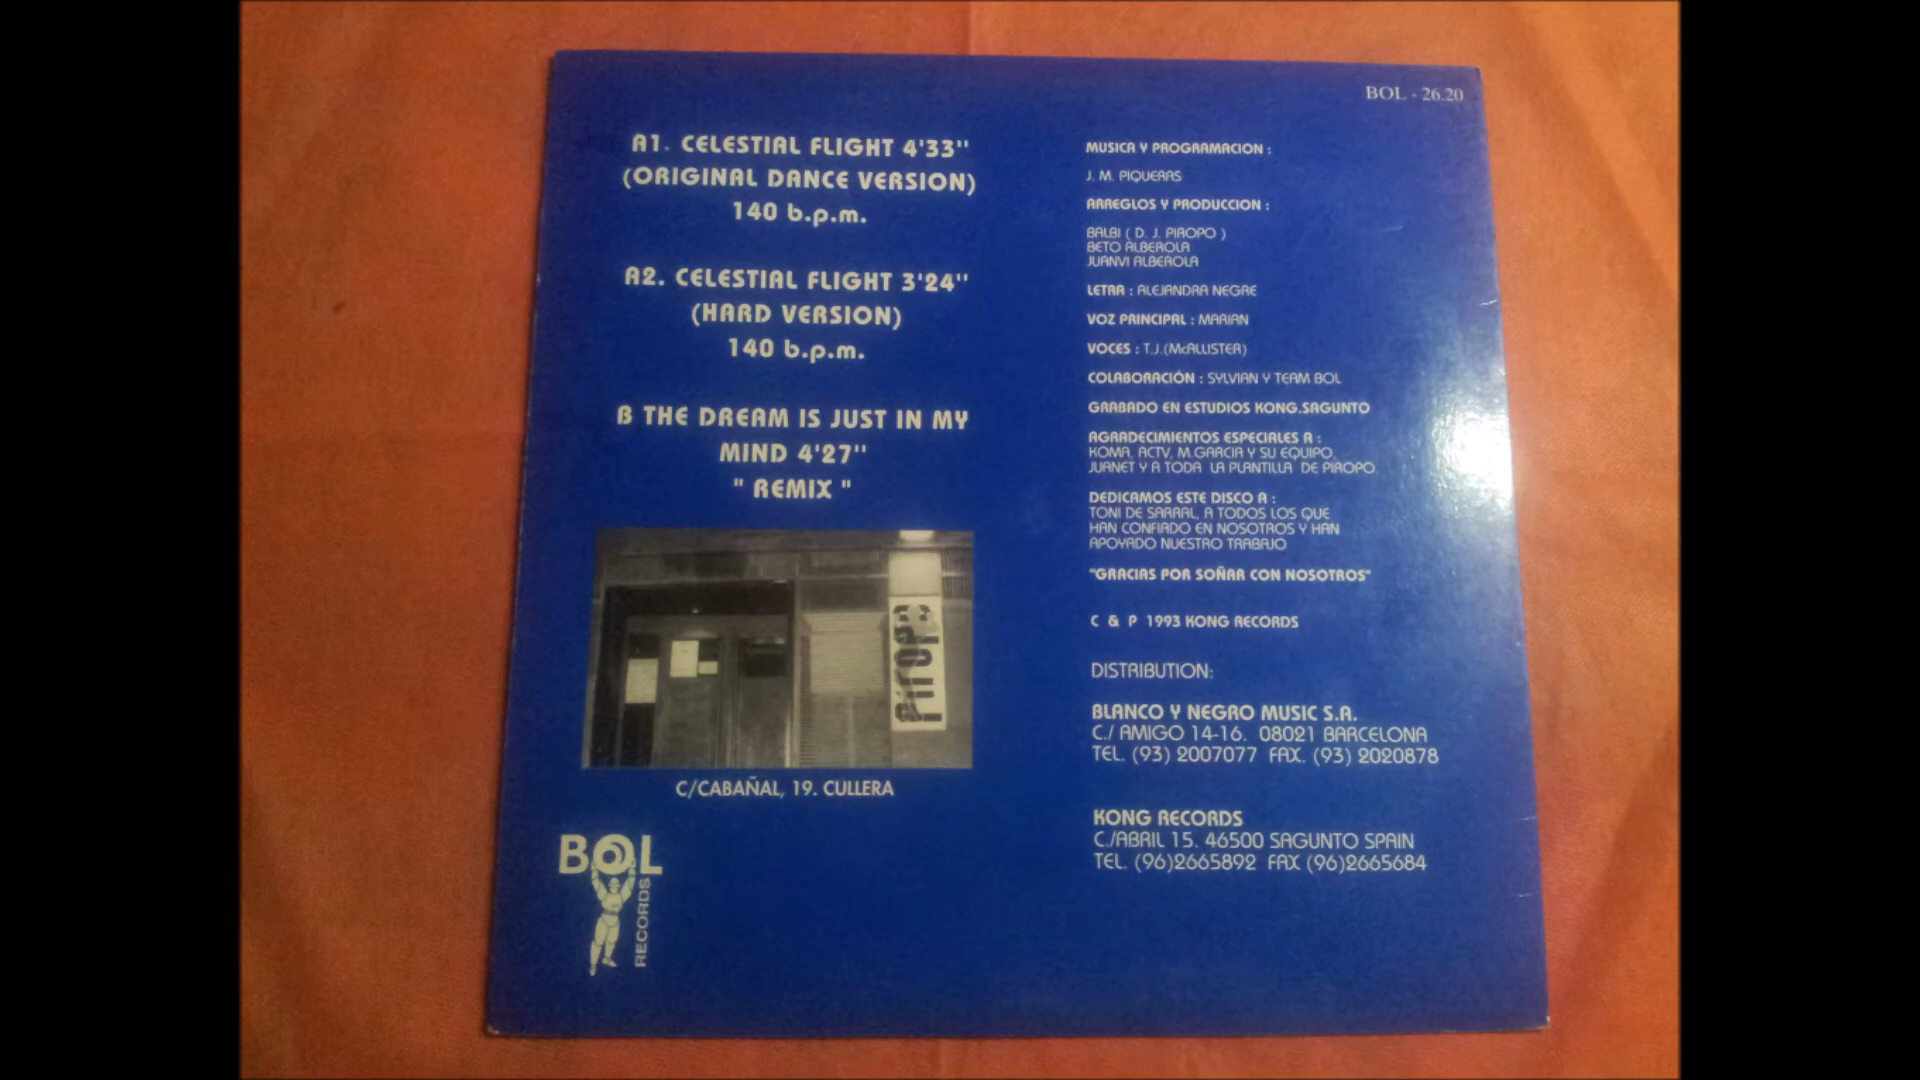 BOL - 26.20
A1. CELESTIAL FLIGHT 4'33''
(ORIGINAL DANCE VERSION)
140 b.p.m.
A2. CELESTIAL FLIGHT 3'24''
(HARD VERSION)
140 b.p.m.
B THE DREAM IS JUST IN MY
MIND 4'27''
" REMIX "
PIROPO
C/CABAÑAL, 19. CULLERA
BOL
RECORDS
MUSICA Y PROGRAMACION :
J. M. PIQUERAS
ARREGLOS Y PRODUCCION :
BALBI ( D. J. PIROPO )
BETO ALBEROLA
JUANVI ALBEROLA
LETRA : ALEJANDRA NEGRE
VOZ PRINCIPAL : MARIAN
VOCES : T.J.(McALLISTER)
COLABORACIÓN : SYLVIAN Y TEAM BOL
GRABADO EN ESTUDIOS KONG.SAGUNTO
AGRADECIMIENTOS ESPECIALES A :
KOMA, ACTV, M.GARCIA Y SU EQUIPO,
JUANET Y A TODA LA PLANTILLA DE PIROPO.
DEDICAMOS ESTE DISCO A :
TONI DE SARRAL, A TODOS LOS QUE
HAN CONFIADO EN NOSOTROS Y HAN
APOYADO NUESTRO TRABAJO
"GRACIAS POR SOÑAR CON NOSOTROS"
C & P 1993 KONG RECORDS
DISTRIBUTION:
BLANCO Y NEGRO MUSIC S.A.
C./ AMIGO 14-16. 08021 BARCELONA
TEL. (93) 2007077 FAX. (93) 2020878
KONG RECORDS
C./ABRIL 15. 46500 SAGUNTO SPAIN
TEL. (96)2665892 FAX (96)2665684